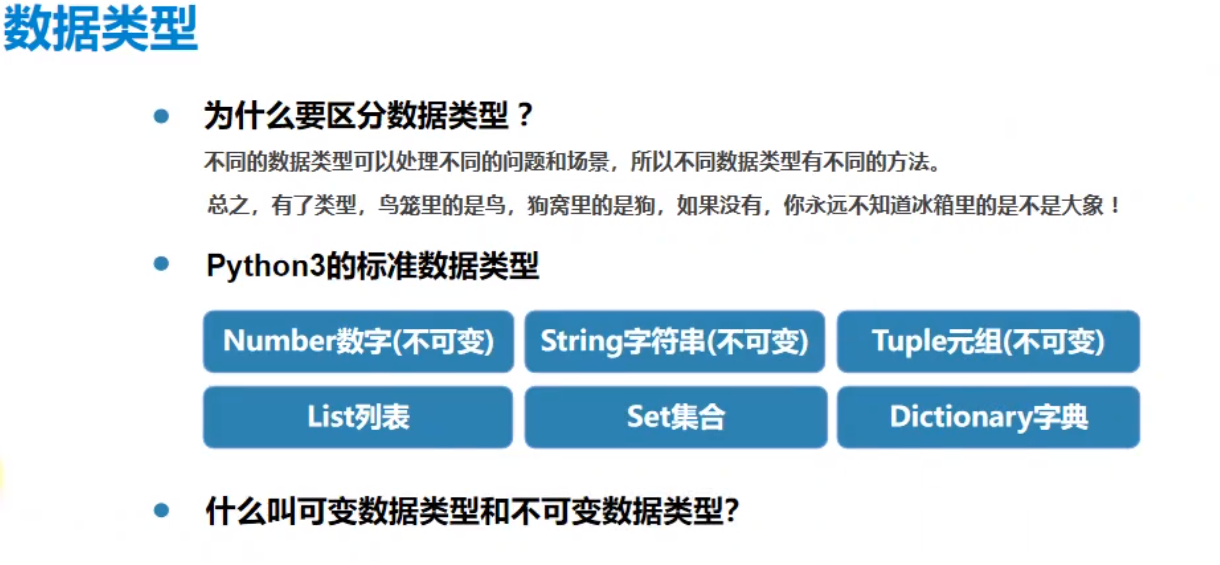 数据类型
为什么要区分数据类型？
不同的数据类型可以处理不同的问题和场景，所以不同数据类型有不同的方法。
总之，有了类型，鸟笼里的是鸟，狗窝里的是狗，如果没有，你永远不知道冰箱里的是不是大象！
Python3的标准数据类型
Number数字(不可变) String字符串(不可变) Tuple元组(不可变)
List列表 Set集合 Dictionary字典
什么叫可变数据类型和不可变数据类型?